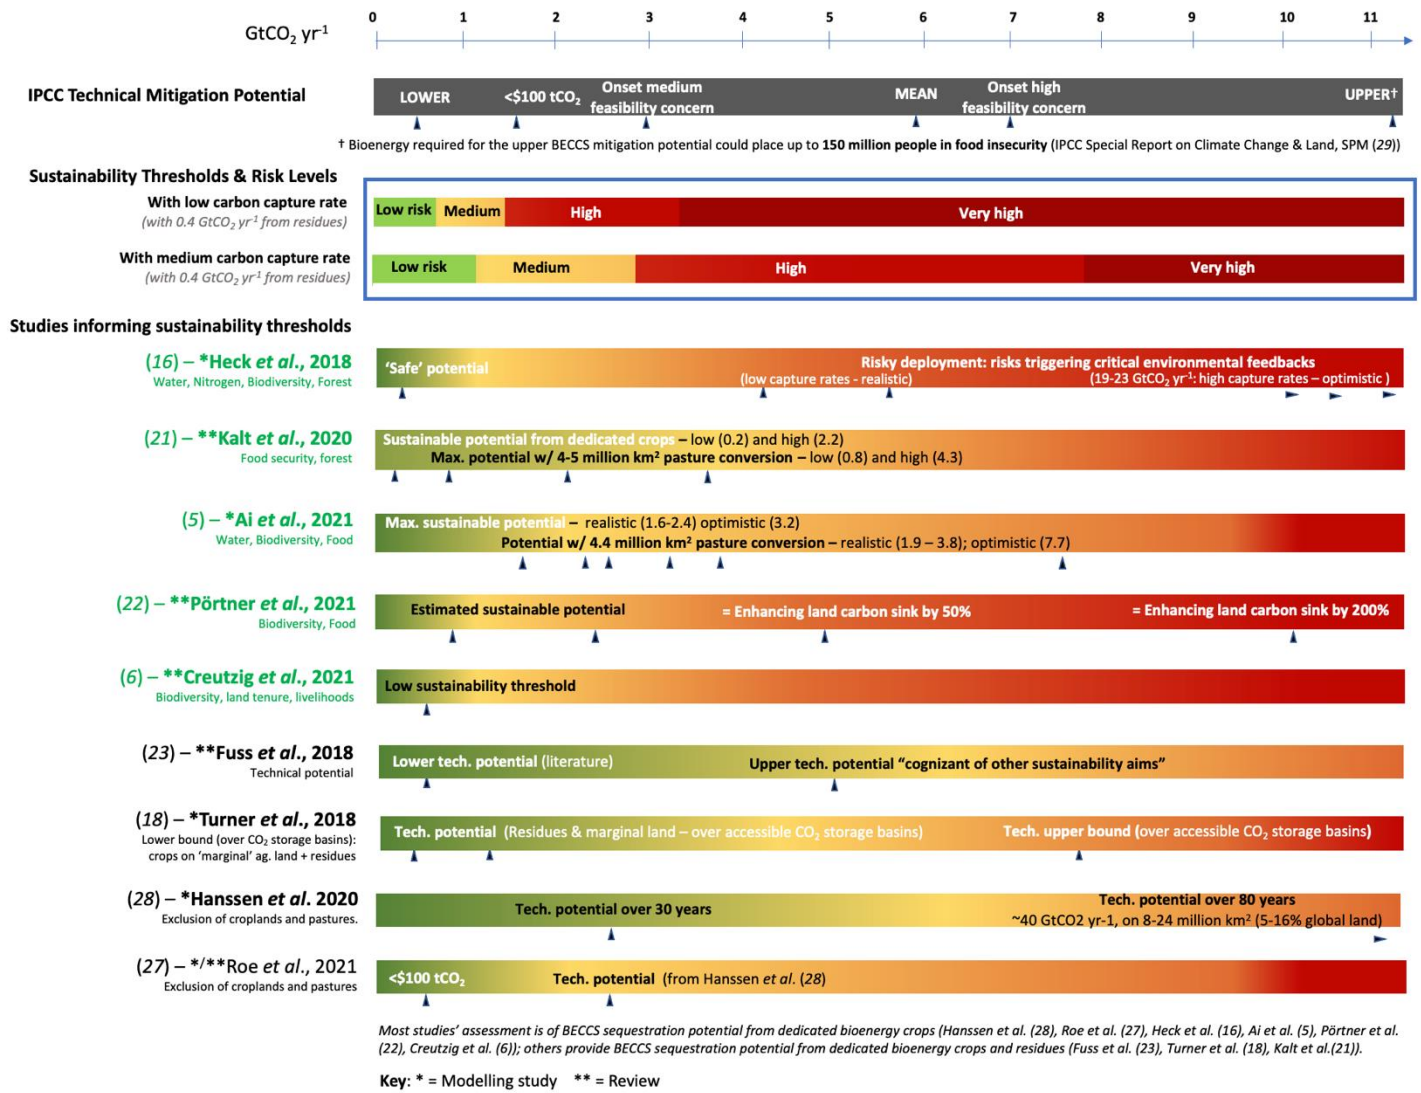 0 1 2 3 4 5 6 7 8 9 10 11
GtCO₂ yr⁻¹
IPCC Technical Mitigation Potential
LOWER <$100 tCO₂ Onset medium feasibility concern MEAN Onset high feasibility concern UPPER†
† Bioenergy required for the upper BECCS mitigation potential could place up to 150 million people in food insecurity (IPCC Special Report on Climate Change & Land, SPM (29))
Sustainability Thresholds & Risk Levels
With low carbon capture rate
(with 0.4 GtCO₂ yr⁻¹ from residues)
Low risk Medium High Very high
With medium carbon capture rate
(with 0.4 GtCO₂ yr⁻¹ from residues)
Low risk Medium High Very high
Studies informing sustainability thresholds
(16) – *Heck et al., 2018
Water, Nitrogen, Biodiversity, Forest
'Safe' potential
Risky deployment: risks triggering critical environmental feedbacks
(low capture rates - realistic) (19-23 GtCO₂ yr⁻¹: high capture rates – optimistic )
(21) – **Kalt et al., 2020
Food security, forest
Sustainable potential from dedicated crops – low (0.2) and high (2.2)
Max. potential w/ 4-5 million km² pasture conversion – low (0.8) and high (4.3)
(5) – *Ai et al., 2021
Water, Biodiversity, Food
Max. sustainable potential – realistic (1.6-2.4) optimistic (3.2)
Potential w/ 4.4 million km² pasture conversion – realistic (1.9 – 3.8); optimistic (7.7)
(22) – **Pörtner et al., 2021
Biodiversity, Food
Estimated sustainable potential = Enhancing land carbon sink by 50% = Enhancing land carbon sink by 200%
(6) – **Creutzig et al., 2021
Biodiversity, land tenure, livelihoods
Low sustainability threshold
(23) – **Fuss et al., 2018
Technical potential
Lower tech. potential (literature) Upper tech. potential “cognizant of other sustainability aims”
(18) – *Turner et al., 2018
Lower bound (over CO₂ storage basins):
crops on 'marginal' ag. land + residues
Tech. potential (Residues & marginal land – over accessible CO₂ storage basins) Tech. upper bound (over accessible CO₂ storage basins)
(28) – *Hanssen et al. 2020
Exclusion of croplands and pastures.
Tech. potential over 30 years
Tech. potential over 80 years
~40 GtCO2 yr-1, on 8-24 million km² (5-16% global land)
(27) – */**Roe et al., 2021
Exclusion of croplands and pastures
<$100 tCO₂ Tech. potential (from Hanssen et al. (28)
Most studies' assessment is of BECCS sequestration potential from dedicated bioenergy crops (Hanssen et al. (28), Roe et al. (27), Heck et al. (16), Ai et al. (5), Pörtner et al.
(22), Creutzig et al. (6)); others provide BECCS sequestration potential from dedicated bioenergy crops and residues (Fuss et al. (23), Turner et al. (18), Kalt et al.(21)).
Key: * = Modelling study ** = Review